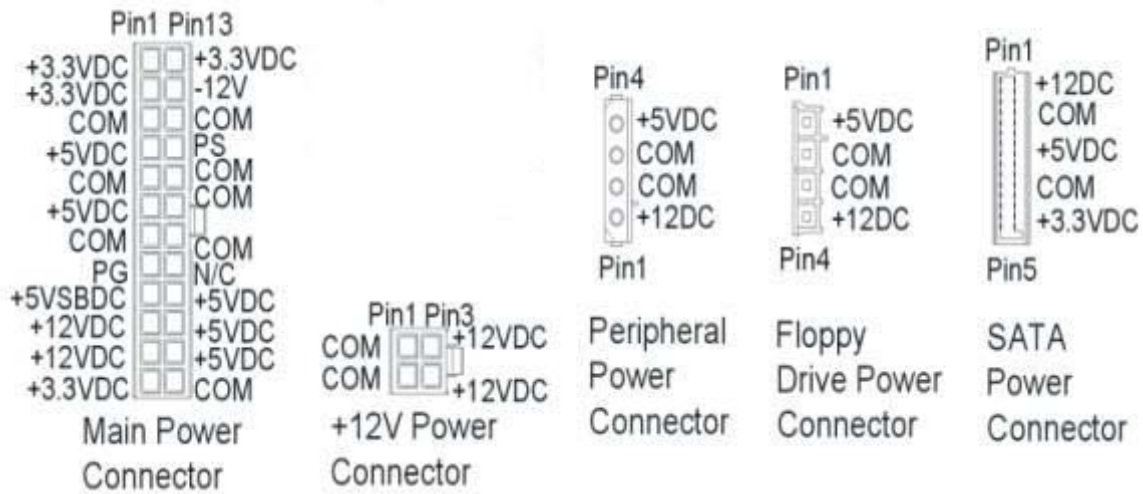 Pin1 Pin13
+3.3VDC +3.3VDC
+3.3VDC -12V
COM COM
+5VDC PS
COM COM
+5VDC COM
COM COM
PG N/C
+5VSBDC +5VDC
+12VDC +5VDC
+12VDC +5VDC
+3.3VDC COM
Main Power
Connector
Pin1 Pin3
COM +12VDC
COM +12VDC
+12V Power
Connector
Pin4
+5VDC
COM
COM
+12DC
Pin1
Peripheral
Power
Connector
Pin1
+5VDC
COM
COM
+12DC
Pin4
Floppy
Drive Power
Connector
Pin1
+12DC
COM
+5VDC
COM
+3.3VDC
Pin5
SATA
Power
Connector